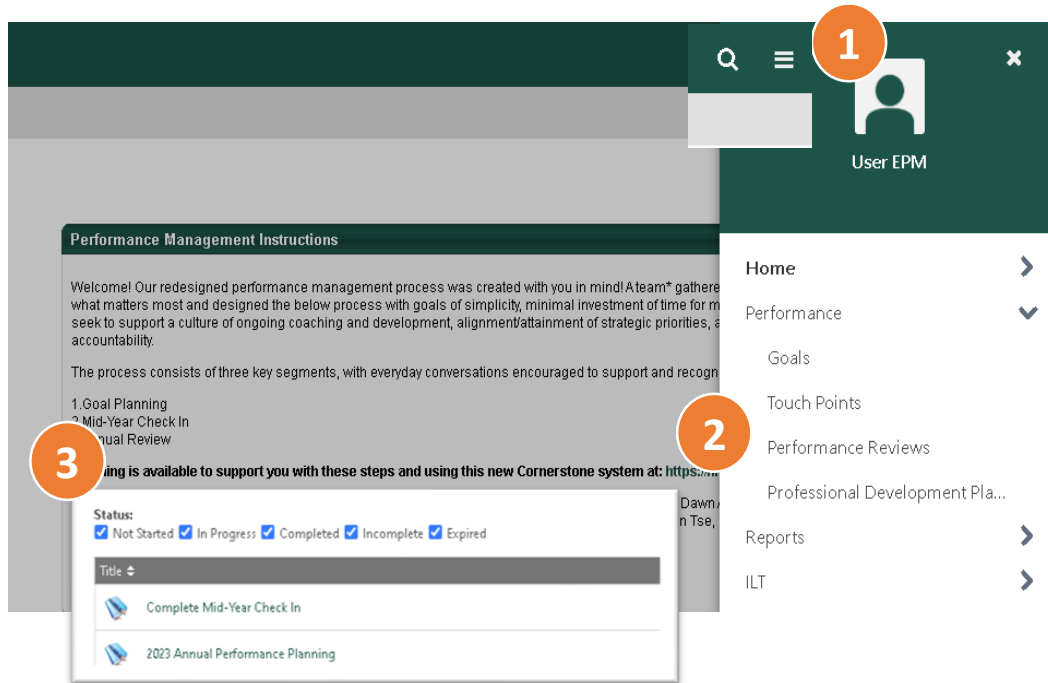 1
User EPM
Performance Management Instructions
Welcome! Our redesigned performance management process was created with you in mind! A team* gathere
what matters most and designed the below process with goals of simplicity, minimal investment of time for m
seek to support a culture of ongoing coaching and development, alignment/attainment of strategic priorities, a
accountability.
The process consists of three key segments, with everyday conversations encouraged to support and recogn
1.Goal Planning
2.Mid-Year Check In
nual Review
ing is available to support you with these steps and using this new Cornerstone system at: https://h
Dawn
n Tse,
Home
Performance
Goals
Touch Points
2
Performance Reviews
Professional Development Pla...
Reports
ILT
3
Status:
Not Started In Progress Completed Incomplete Expired
Title
Complete Mid-Year Check In
2023 Annual Performance Planning